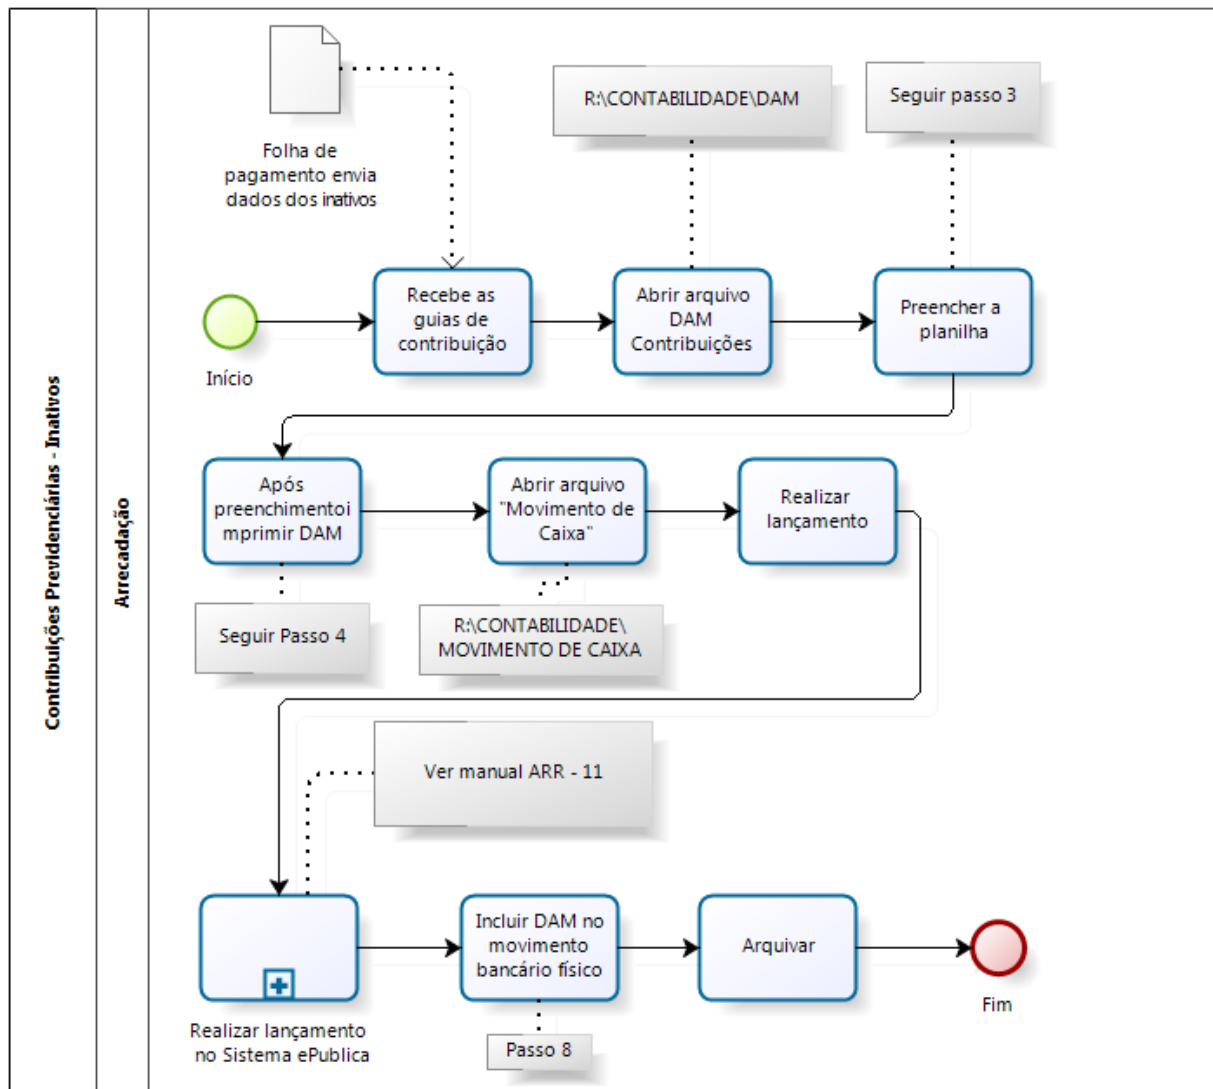 Contribuições Previdenciárias - Inativos
Arrecadação
Folha de
pagamento envia
dados dos inativos
R:\CONTABILIDADE\DAM
Seguir passo 3
Início
Recebe as
guias de
contribuição
Abrir arquivo
DAM
Contribuições
Preencher a
planilha
Após
preenchimentoi
mprimir DAM
Abrir arquivo
"Movimento de
Caixa"
Realizar
lançamento
Seguir Passo 4
R:\CONTABILIDADE\
MOVIMENTO DE CAIXA
Ver manual ARR - 11
Realizar lançamento
no Sistema ePublica
Incluir DAM no
movimento
bancário físico
Arquivar
Fim
Passo 8